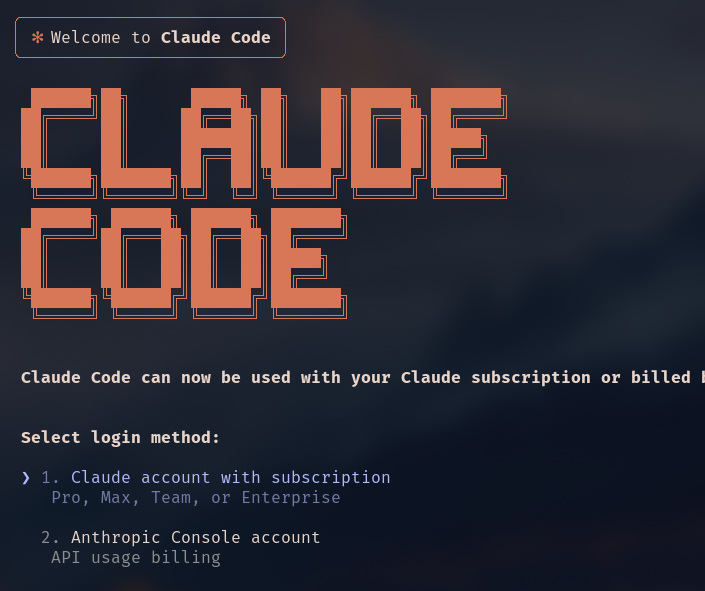 ✻ Welcome to Claude Code
CLAUDE
CODE
Claude Code can now be used with your Claude subscription or billed
Select login method:
❯ 1. Claude account with subscription
Pro, Max, Team, or Enterprise
2. Anthropic Console account
API usage billing